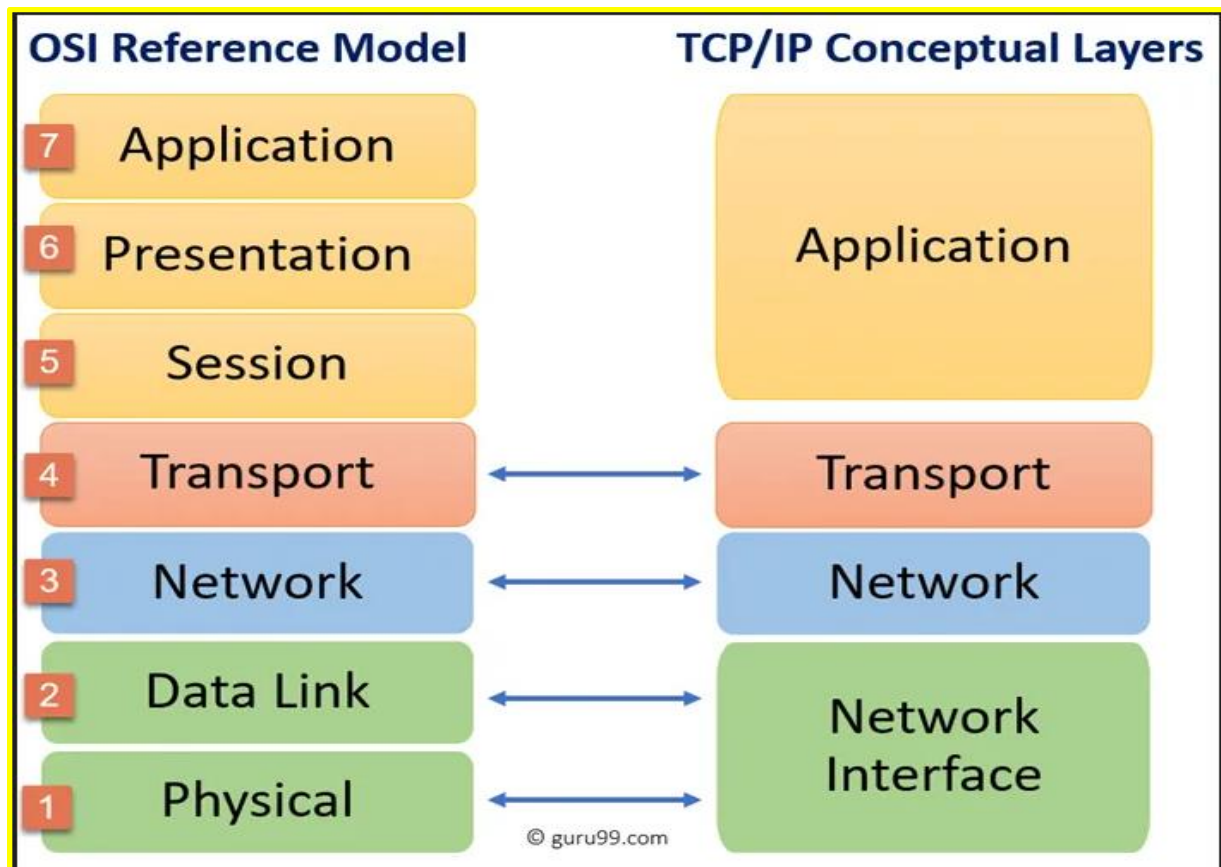 OSI Reference Model
TCP/IP Conceptual Layers
7
Application
6
Presentation
5
Session
Application
4
Transport
Transport
3
Network
Network
2
Data Link
1
Physical
Network
Interface
© guru99.com